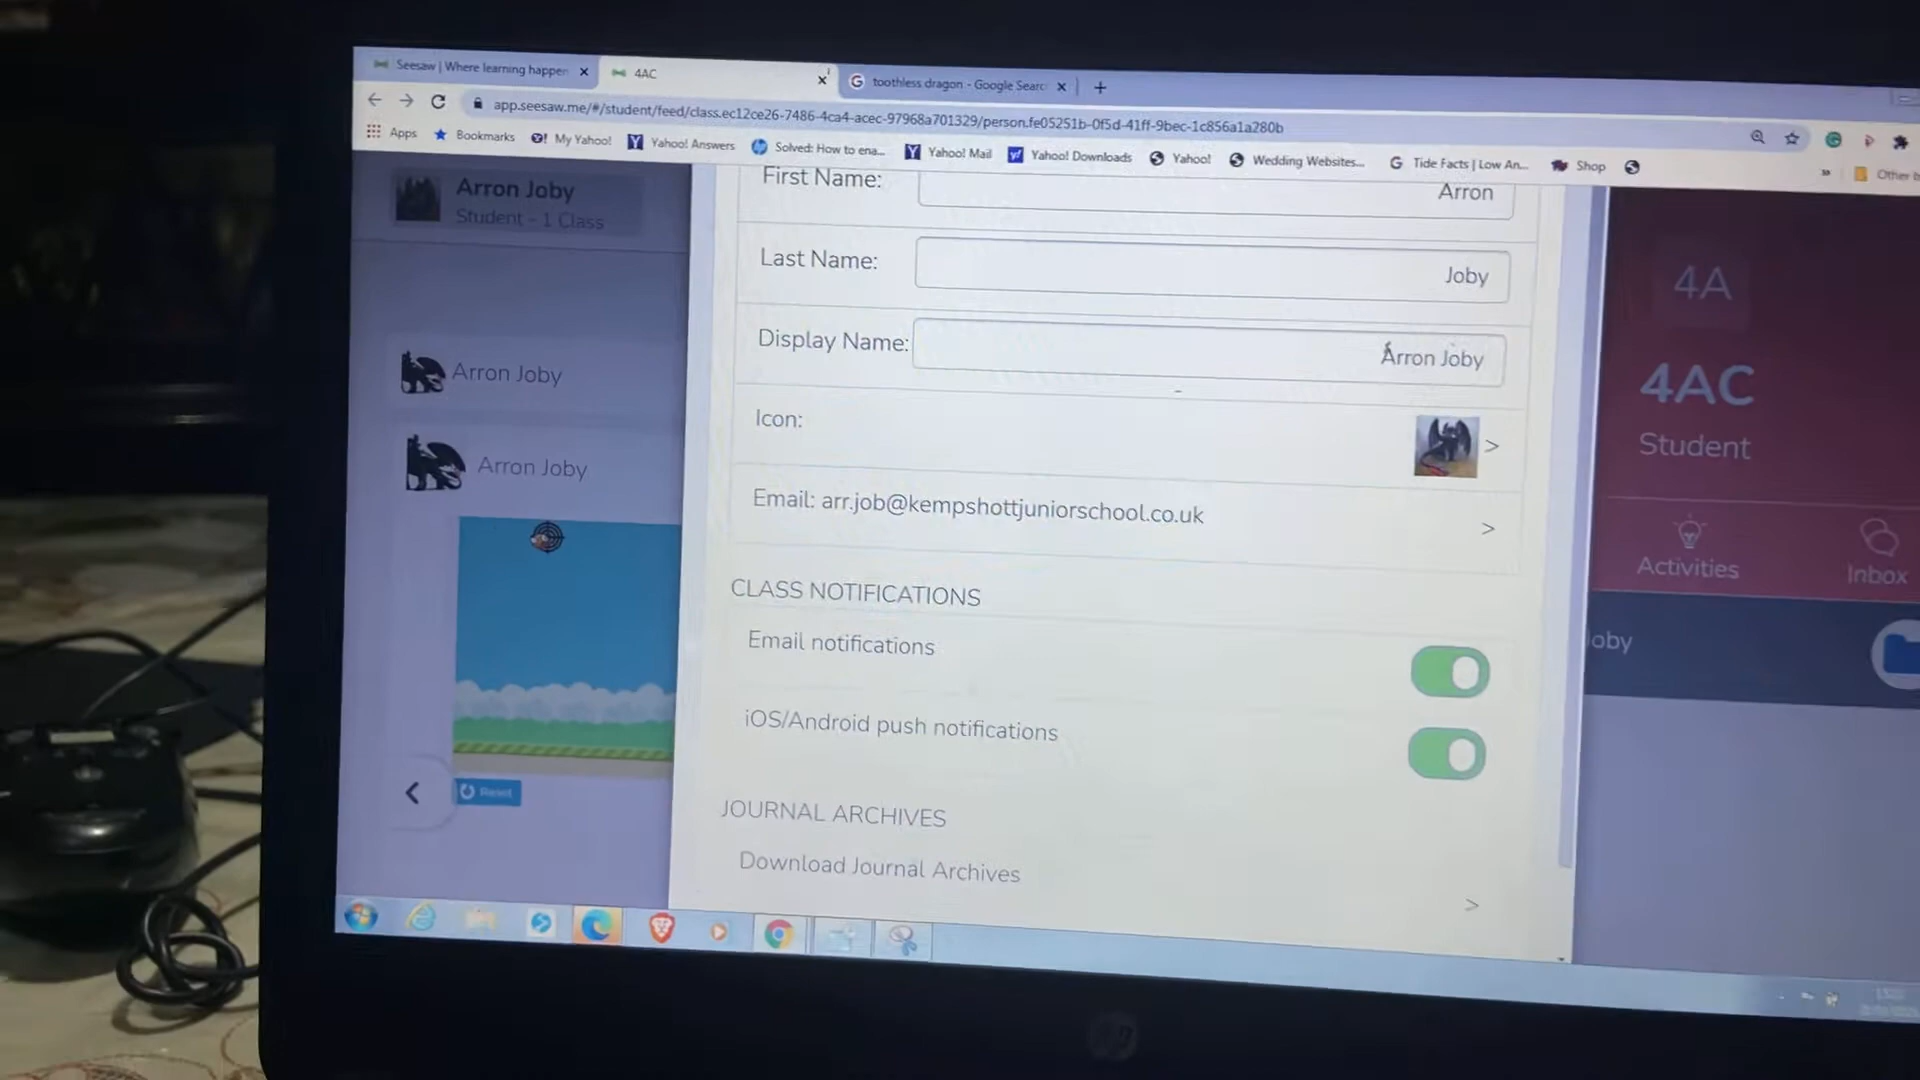 Seesaw | Where learning happen
4AC
toothless dragon - Google Searc
app.seesaw.me/#/student/feed/class.ec12ce26-7486-4ca4-acec-97968a701329/person.fe05251b-0f5d-41ff-9bec-1c856a1a280b
Apps Bookmarks My Yahoo! Yahoo! Answers Solved: How to ena... Yahoo! Mail Yahoo! Downloads Yahoo! Wedding Websites... Tide Facts | Low An... Shop » Other b
Arron Joby
Student - 1 Class
Arron Joby
Arron Joby
Reset
First Name: Arron
Last Name: Joby
Display Name: Arron Joby
Icon: >
Email: arr.job@kempshottjuniorschool.co.uk >
CLASS NOTIFICATIONS
Email notifications
iOS/Android push notifications
JOURNAL ARCHIVES
Download Journal Archives >
4A
4AC
Student
Activities
Inbox
Joby
hp